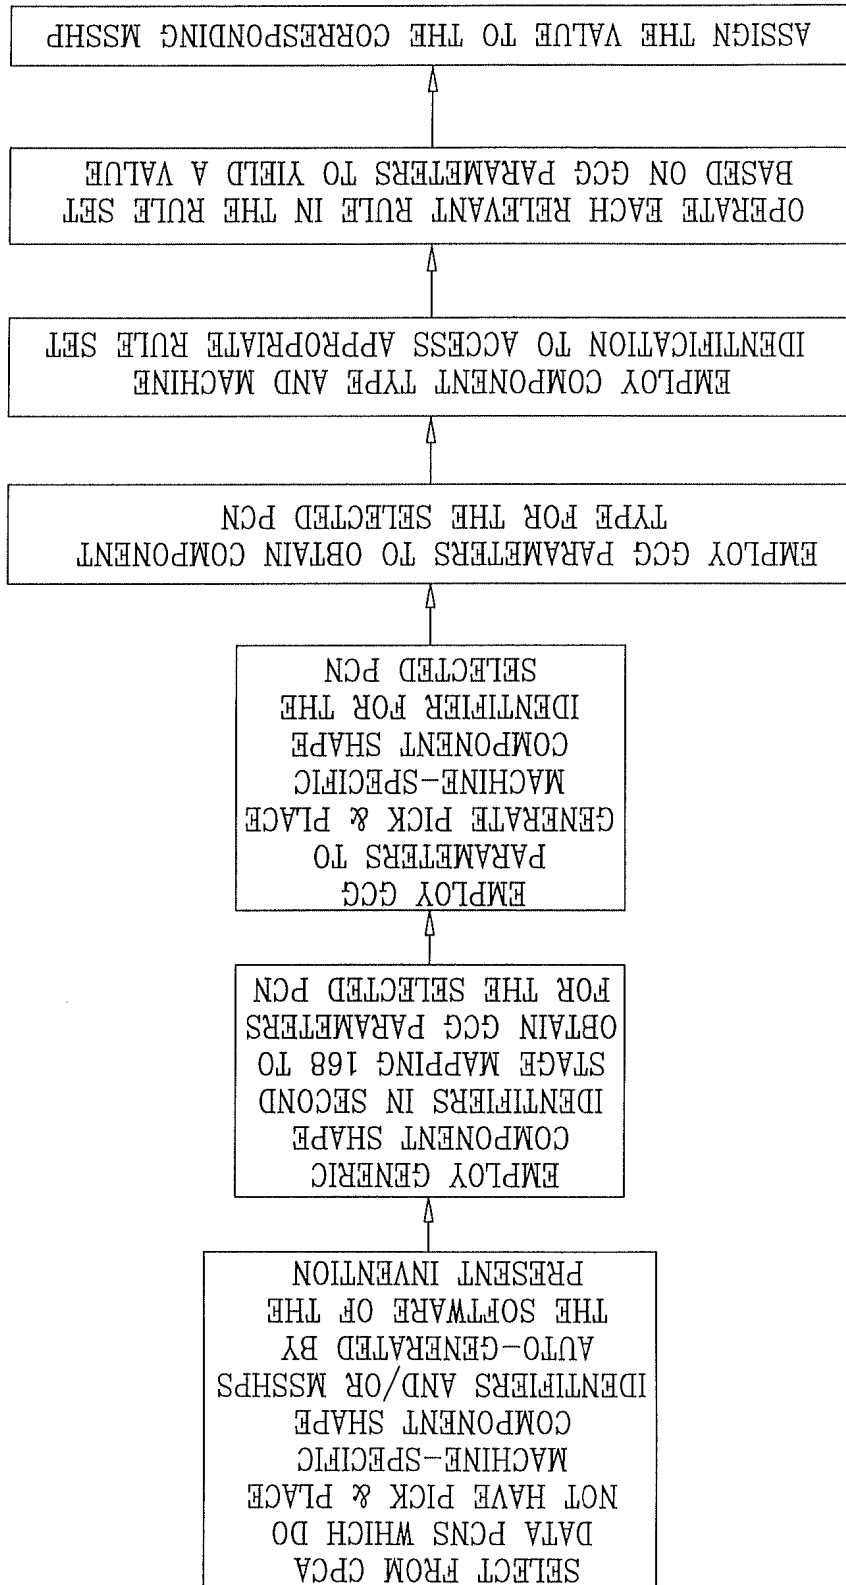 SELECT FROM CPCA
DATA PCNS WHICH DO
NOT HAVE PICK & PLACE
MACHINE-SPECIFIC
COMPONENT SHAPE
IDENTIFIERS AND/OR MSSHPS
AUTO-GENERATED BY
THE SOFTWARE OF THE
PRESENT INVENTION
EMPLOY GENERIC
COMPONENT SHAPE
IDENTIFIERS IN SECOND
STAGE MAPPING 168 TO
OBTAIN GCG PARAMETERS
FOR THE SELECTED PCN
EMPLOY GCG
PARAMETERS TO
GENERATE PICK & PLACE
MACHINE-SPECIFIC
COMPONENT SHAPE
IDENTIFIER FOR THE
SELECTED PCN
EMPLOY GCG PARAMETERS TO OBTAIN COMPONENT
TYPE FOR THE SELECTED PCN
EMPLOY COMPONENT TYPE AND MACHINE
IDENTIFICATION TO ACCESS APPROPRIATE RULE SET
OPERATE EACH RELEVANT RULE IN THE RULE SET
BASED ON GCG PARAMETERS TO YIELD A VALUE
ASSIGN THE VALUE TO THE CORRESPONDING MSSHP